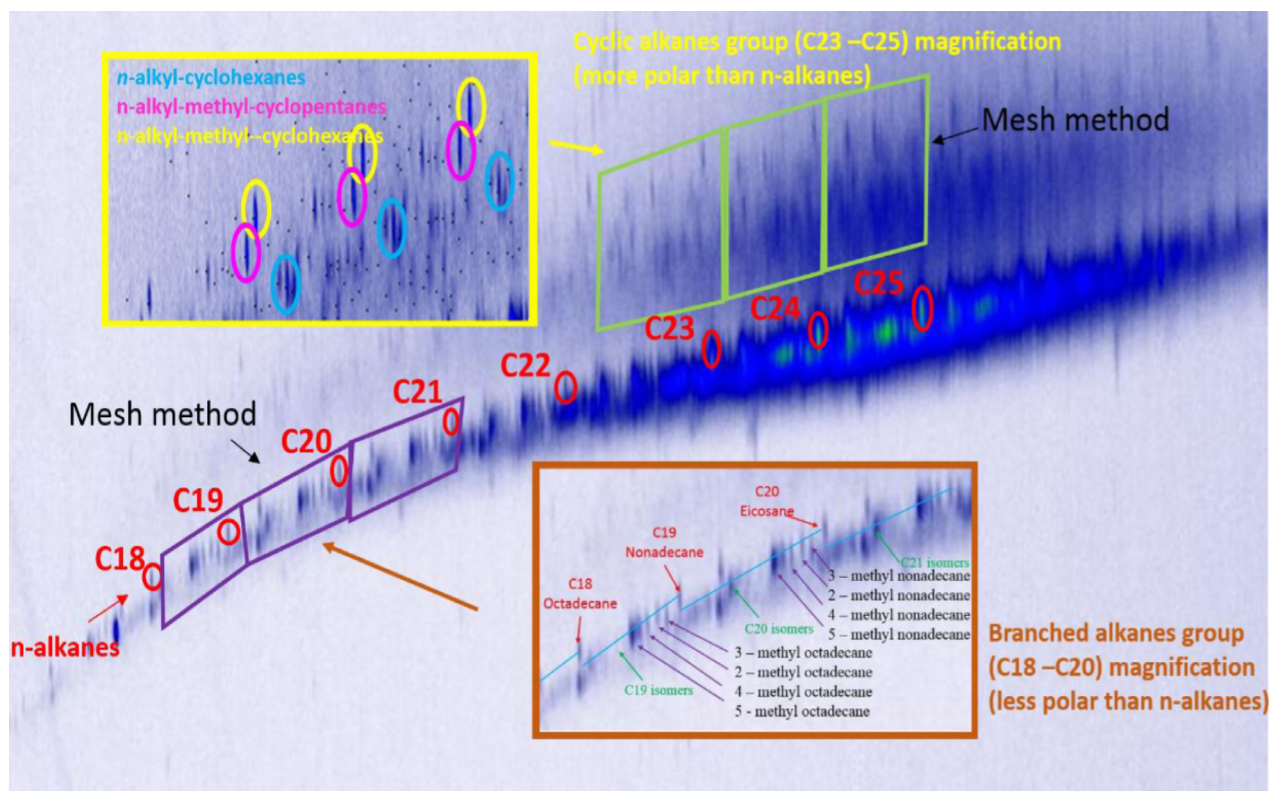 n-alkyl-cyclohexanes
n-alkyl-methyl-cyclopentanes
n-alkyl-methyl--cyclohexanes
Cyclic alkanes group (C23 –C25) magnification
(more polar than n-alkanes)
Mesh method
C25
C24
C23
C22
C21
Mesh method
C20
C19
C18
n-alkanes
C20
Eicosane
C19
Nonadecane
C18
Octadecane
C21 isomers
3 – methyl nonadecane
2 – methyl nonadecane
4 – methyl nonadecane
5 – methyl nonadecane
C20 isomers
3 – methyl octadecane
2 – methyl octadecane
4 – methyl octadecane
5 - methyl octadecane
C19 isomers
Branched alkanes group
(C18 –C20) magnification
(less polar than n-alkanes)